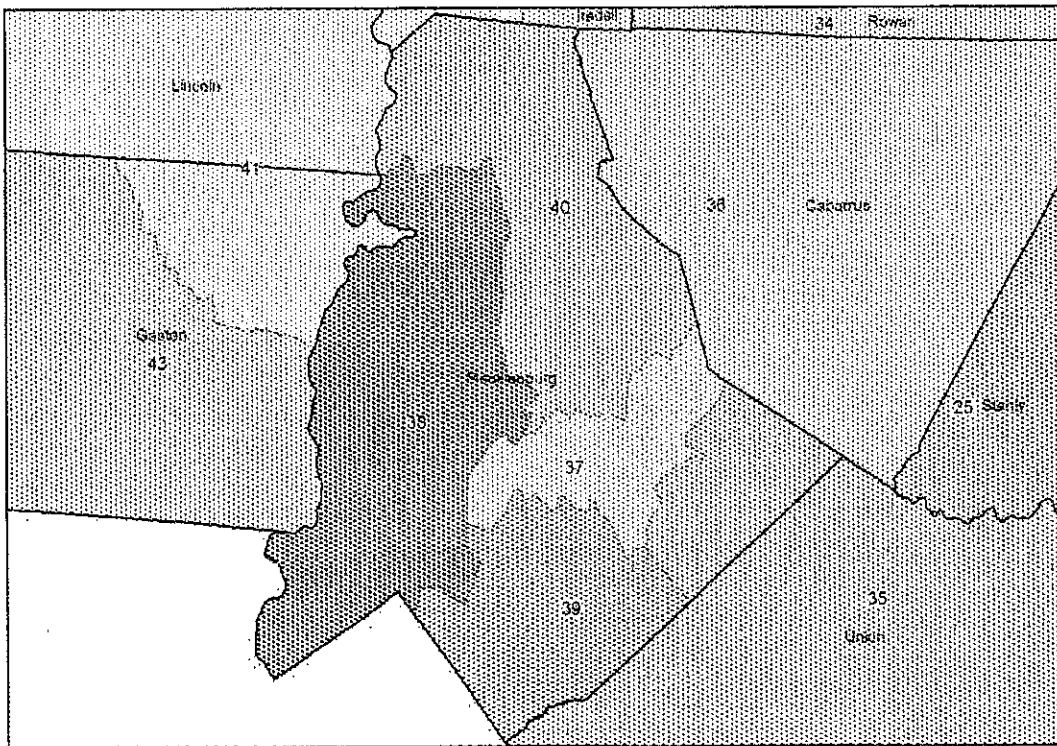 Iredell
34 Rowan
Lincoln
41
40
36 Cabarrus
Gaston
43
Mecklenburg
25 Stanly
38
37
39
35
Union